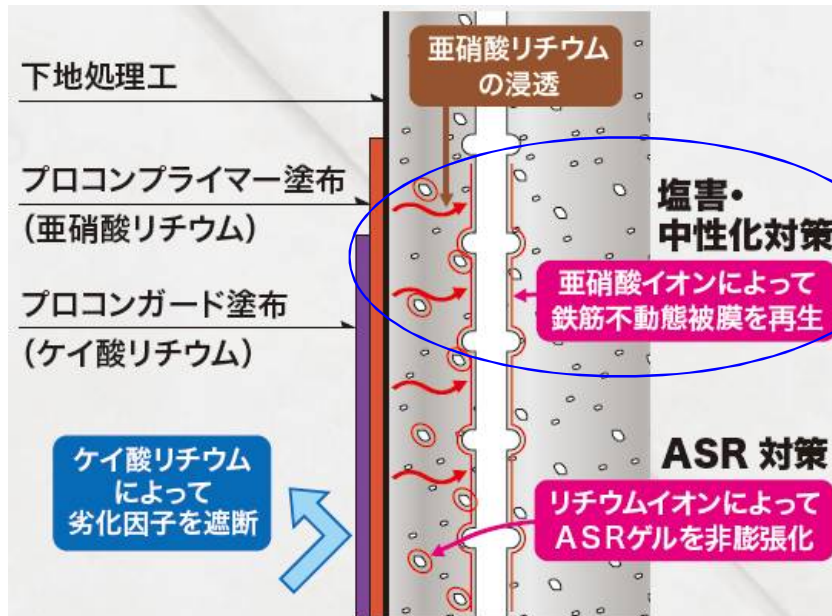 亜硝酸リチウム
の浸透
下地処理工
プロコンプライマー塗布
(亜硝酸リチウム)
プロコンガード塗布
(ケイ酸リチウム)
塩害・
中性化対策
亜硝酸イオンによって
鉄筋不動態被膜を再生
ケイ酸リチウム
によって
劣化因子を遮断
ASR 対策
リチウムイオンによって
ASRゲルを非膨張化